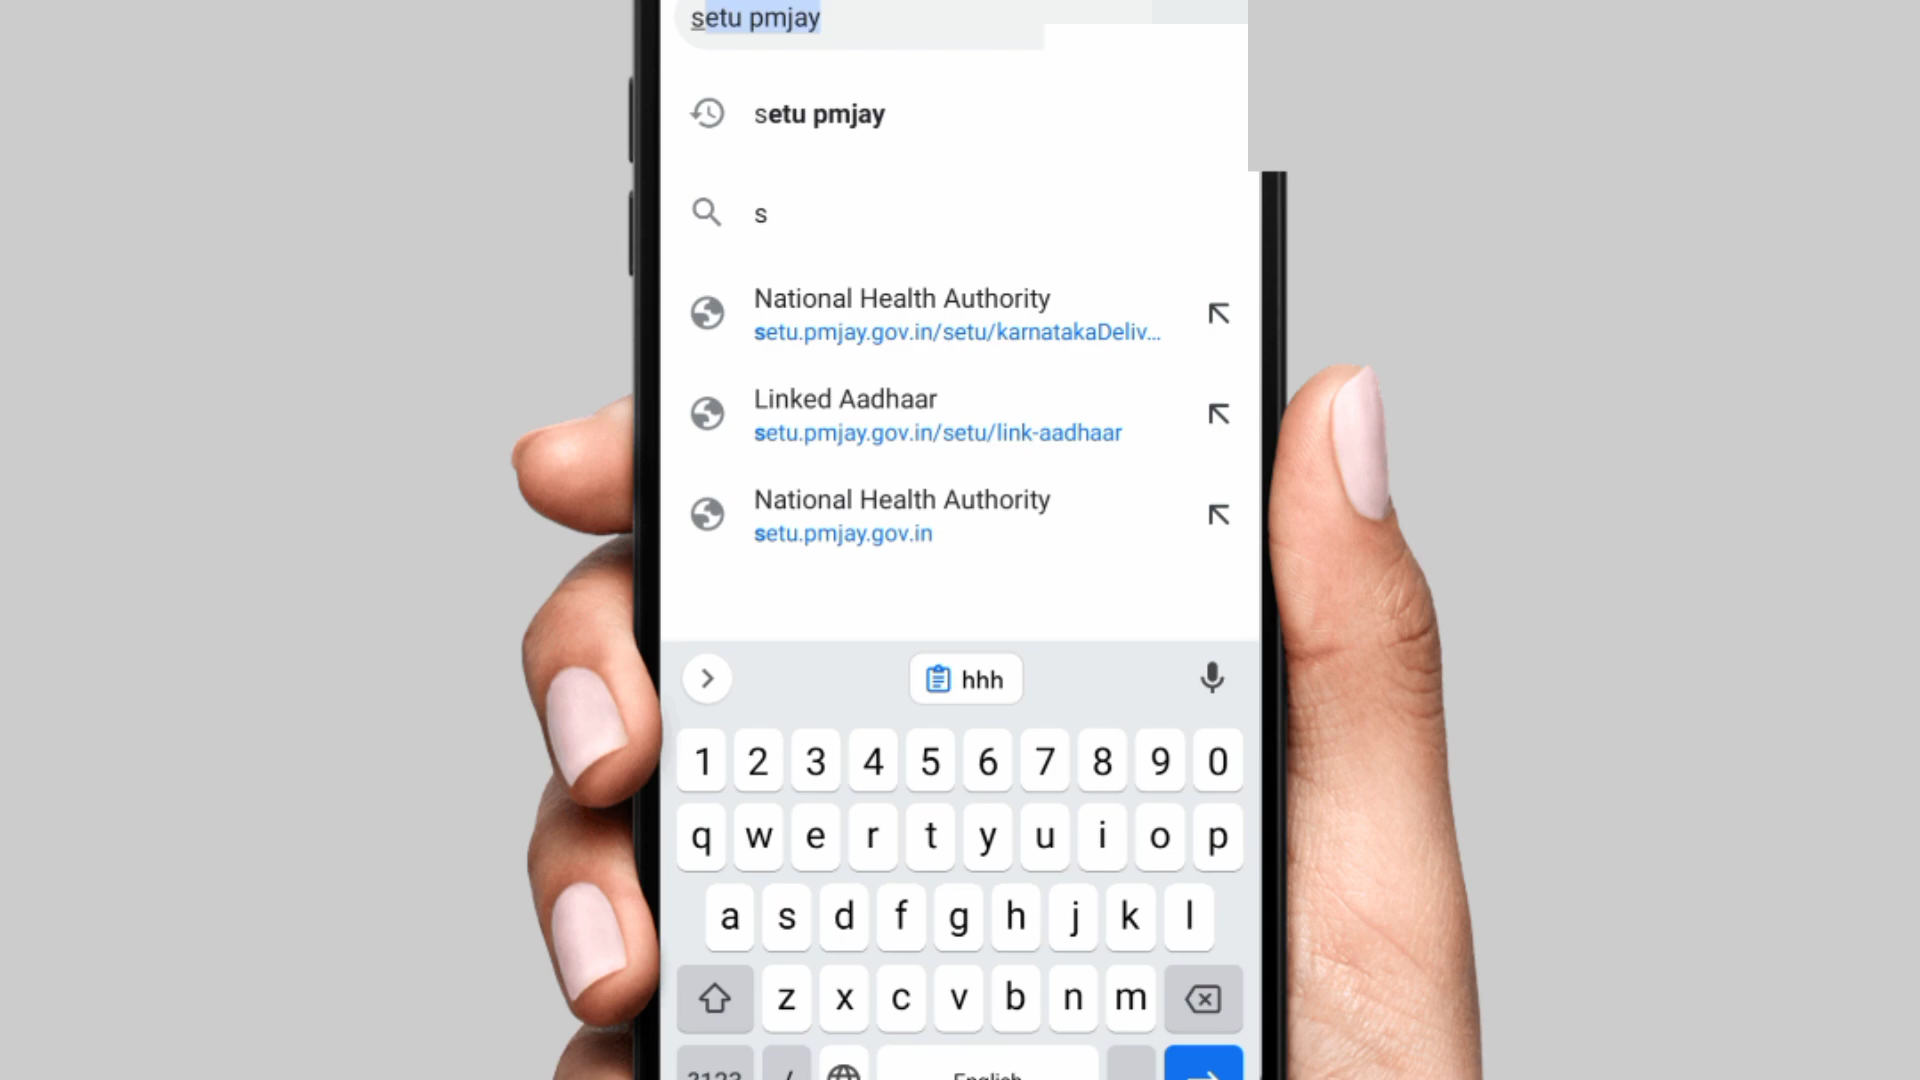 setu pmjay
setu pmjay
s
National Health Authority
setu.pmjay.gov.in/setu/karnatakaDeliv...
Linked Aadhaar
setu.pmjay.gov.in/setu/link-aadhaar
National Health Authority
setu.pmjay.gov.in
hhh
1 2 3 4 5 6 7 8 9 0
q w e r t y u i o p
a s d f g h j k l
z x c v b n m
/ English